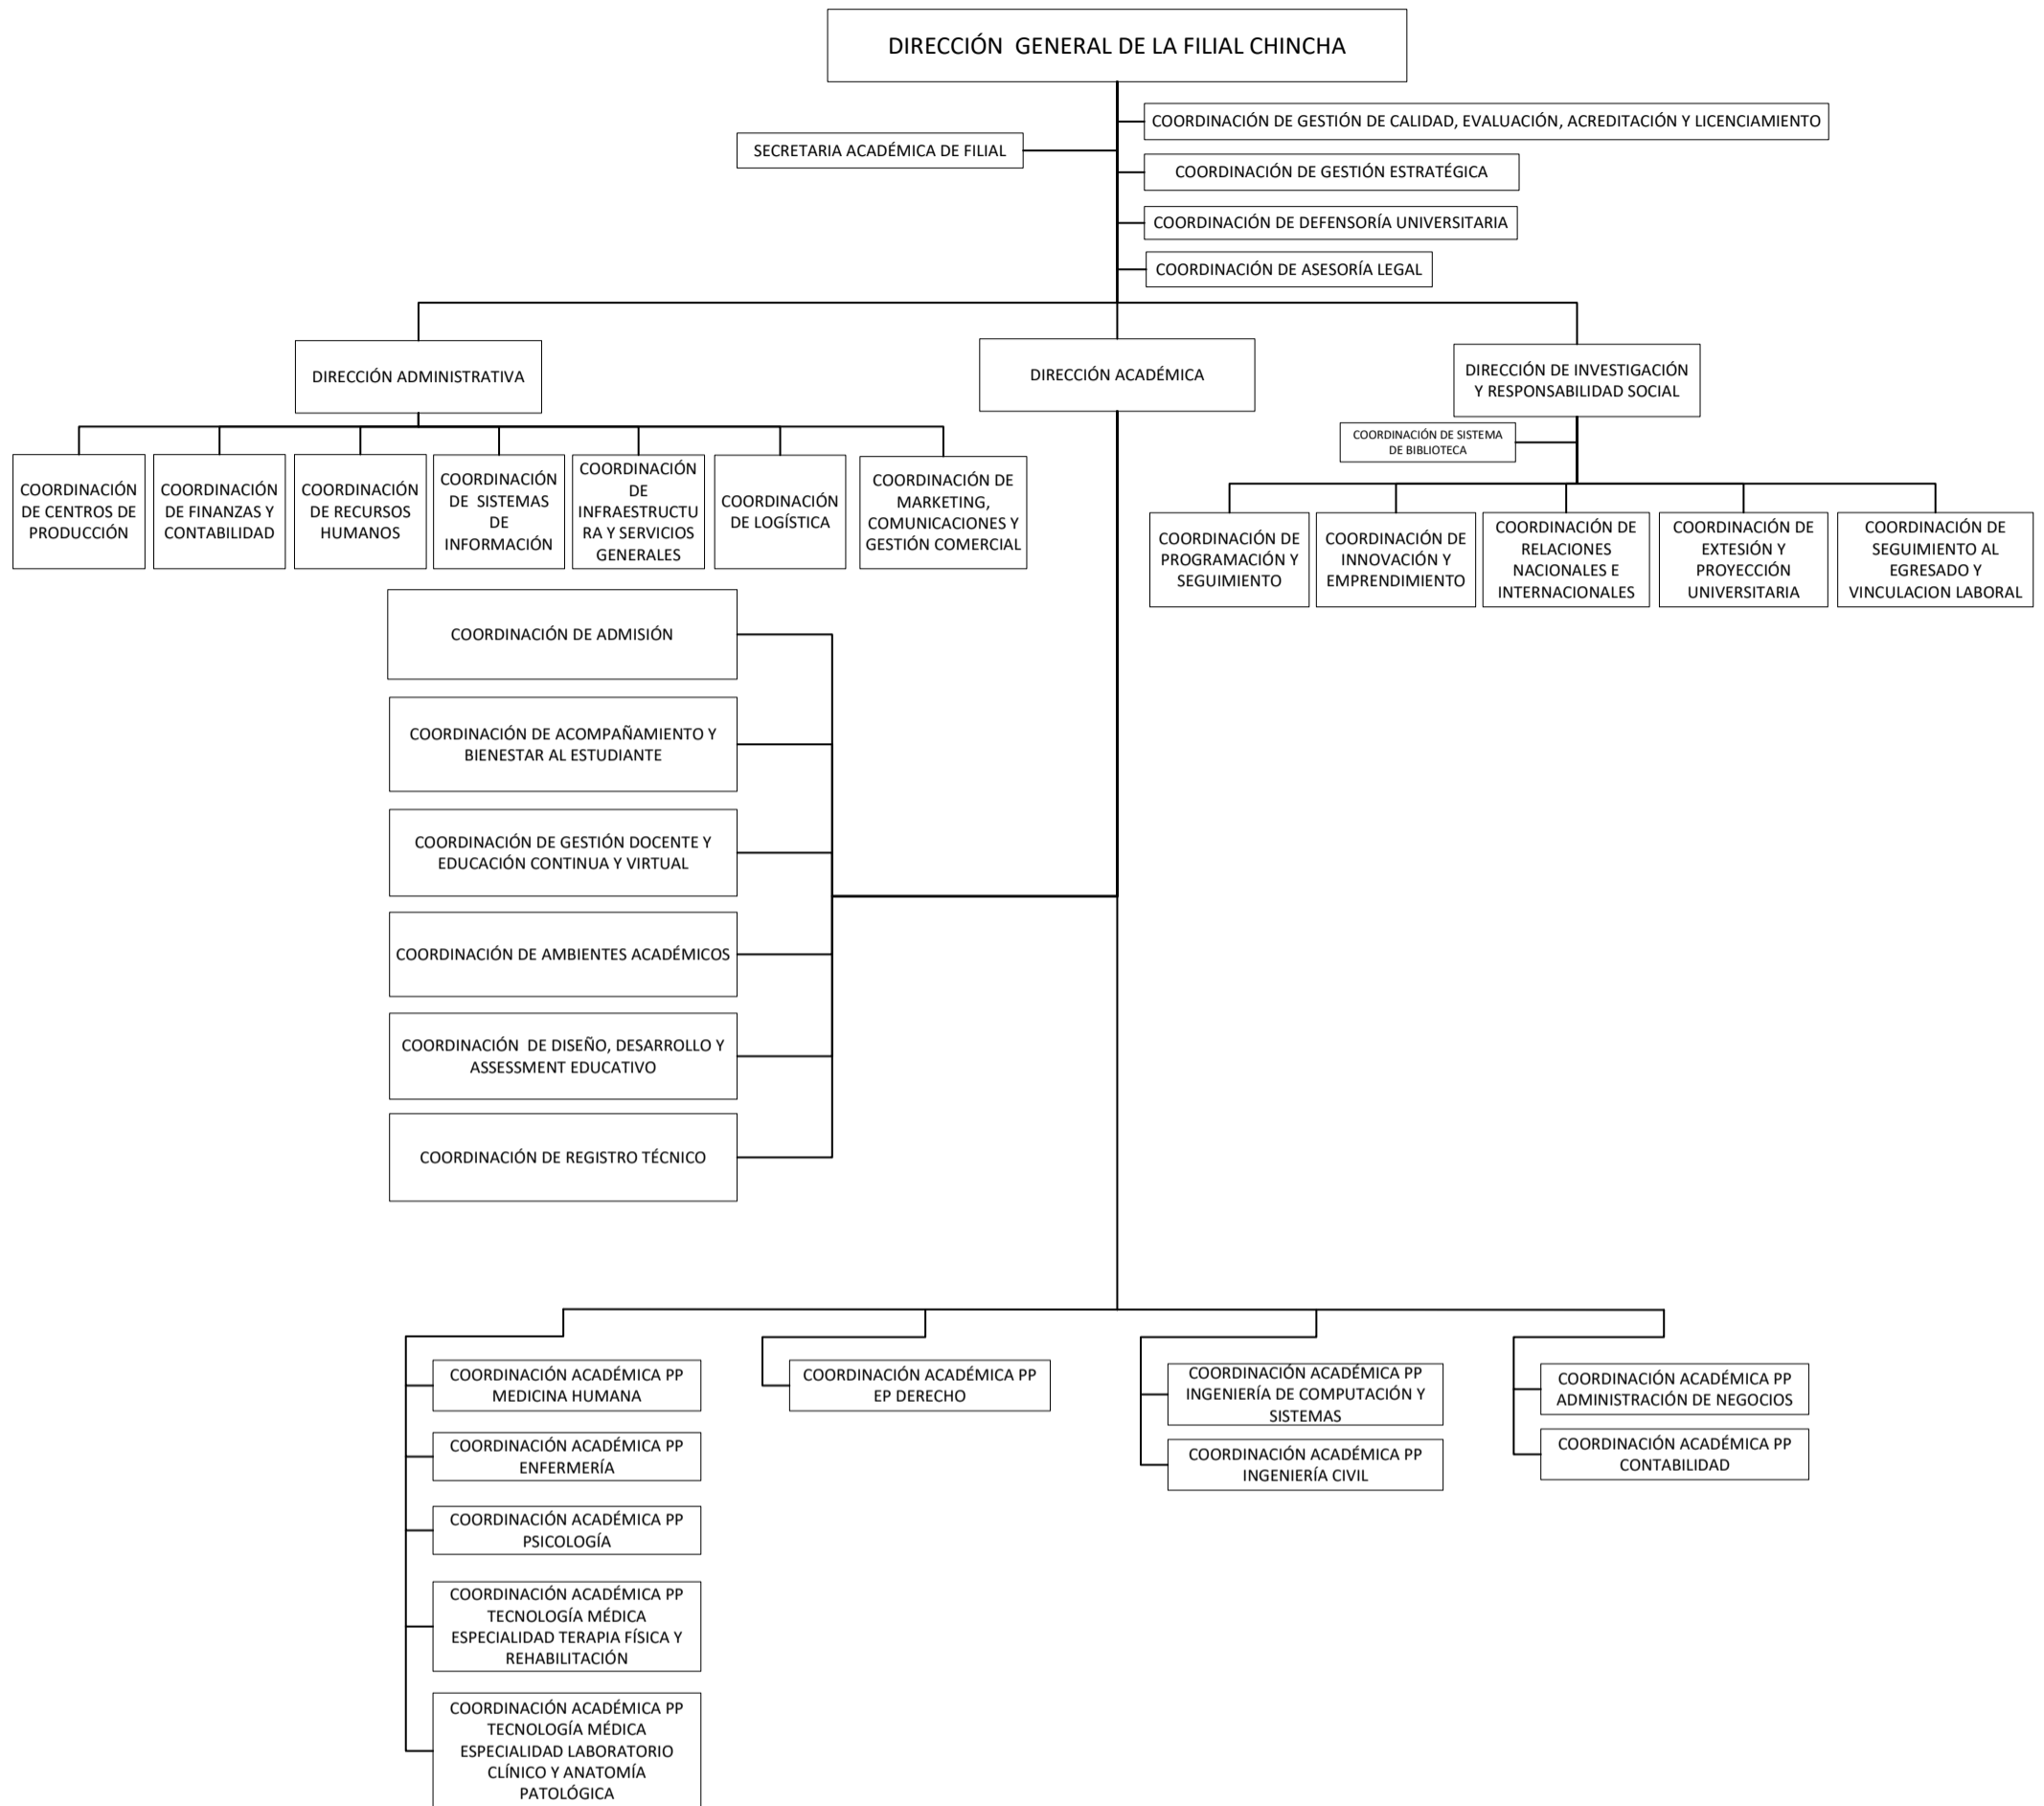 DIRECCIÓN GENERAL DE LA FILIAL CHINCHA
COORDINACIÓN DE GESTIÓN DE CALIDAD, EVALUACIÓN, ACREDITACIÓN Y LICENCIAMIENTO
SECRETARIA ACADÉMICA DE FILIAL
COORDINACIÓN DE GESTIÓN ESTRATÉGICA
COORDINACIÓN DE DEFENSORÍA UNIVERSITARIA
COORDINACIÓN DE ASESORÍA LEGAL
DIRECCIÓN ADMINISTRATIVA
DIRECCIÓN ACADÉMICA
DIRECCIÓN DE INVESTIGACIÓN
Y RESPONSABILIDAD SOCIAL
COORDINACIÓN DE SISTEMA
DE BIBLIOTECA
COORDINACIÓN
DE CENTROS DE
PRODUCCIÓN
COORDINACIÓN
DE FINANZAS Y
CONTABILIDAD
COORDINACIÓN
DE RECURSOS
HUMANOS
COORDINACIÓN
DE SISTEMAS
DE
INFORMACIÓN
COORDINACIÓN
DE
INFRAESTRUCTU
RA Y SERVICIOS
GENERALES
COORDINACIÓN
DE LOGÍSTICA
COORDINACIÓN DE
MARKETING,
COMUNICACIONES Y
GESTIÓN COMERCIAL
COORDINACIÓN DE
PROGRAMACIÓN Y
SEGUIMIENTO
COORDINACIÓN DE
INNOVACIÓN Y
EMPRENDIMIENTO
COORDINACIÓN DE
RELACIONES
NACIONALES E
INTERNACIONALES
COORDINACIÓN DE
EXTESIÓN Y
PROYECCIÓN
UNIVERSITARIA
COORDINACIÓN DE
SEGUIMIENTO AL
EGRESADO Y
VINCULACION LABORAL
COORDINACIÓN DE ADMISIÓN
COORDINACIÓN DE ACOMPAÑAMIENTO Y
BIENESTAR AL ESTUDIANTE
COORDINACIÓN DE GESTIÓN DOCENTE Y
EDUCACIÓN CONTINUA Y VIRTUAL
COORDINACIÓN DE AMBIENTES ACADÉMICOS
COORDINACIÓN DE DISEÑO, DESARROLLO Y
ASSESSMENT EDUCATIVO
COORDINACIÓN DE REGISTRO TÉCNICO
COORDINACIÓN ACADÉMICA PP
MEDICINA HUMANA
COORDINACIÓN ACADÉMICA PP
ENFERMERÍA
COORDINACIÓN ACADÉMICA PP
PSICOLOGÍA
COORDINACIÓN ACADÉMICA PP
TECNOLOGÍA MÉDICA
ESPECIALIDAD TERAPIA FÍSICA Y
REHABILITACIÓN
COORDINACIÓN ACADÉMICA PP
TECNOLOGÍA MÉDICA
ESPECIALIDAD LABORATORIO
CLÍNICO Y ANATOMÍA
PATOLÓGICA
COORDINACIÓN ACADÉMICA PP
EP DERECHO
COORDINACIÓN ACADÉMICA PP
INGENIERÍA DE COMPUTACIÓN Y
SISTEMAS
COORDINACIÓN ACADÉMICA PP
INGENIERÍA CIVIL
COORDINACIÓN ACADÉMICA PP
ADMINISTRACIÓN DE NEGOCIOS
COORDINACIÓN ACADÉMICA PP
CONTABILIDAD